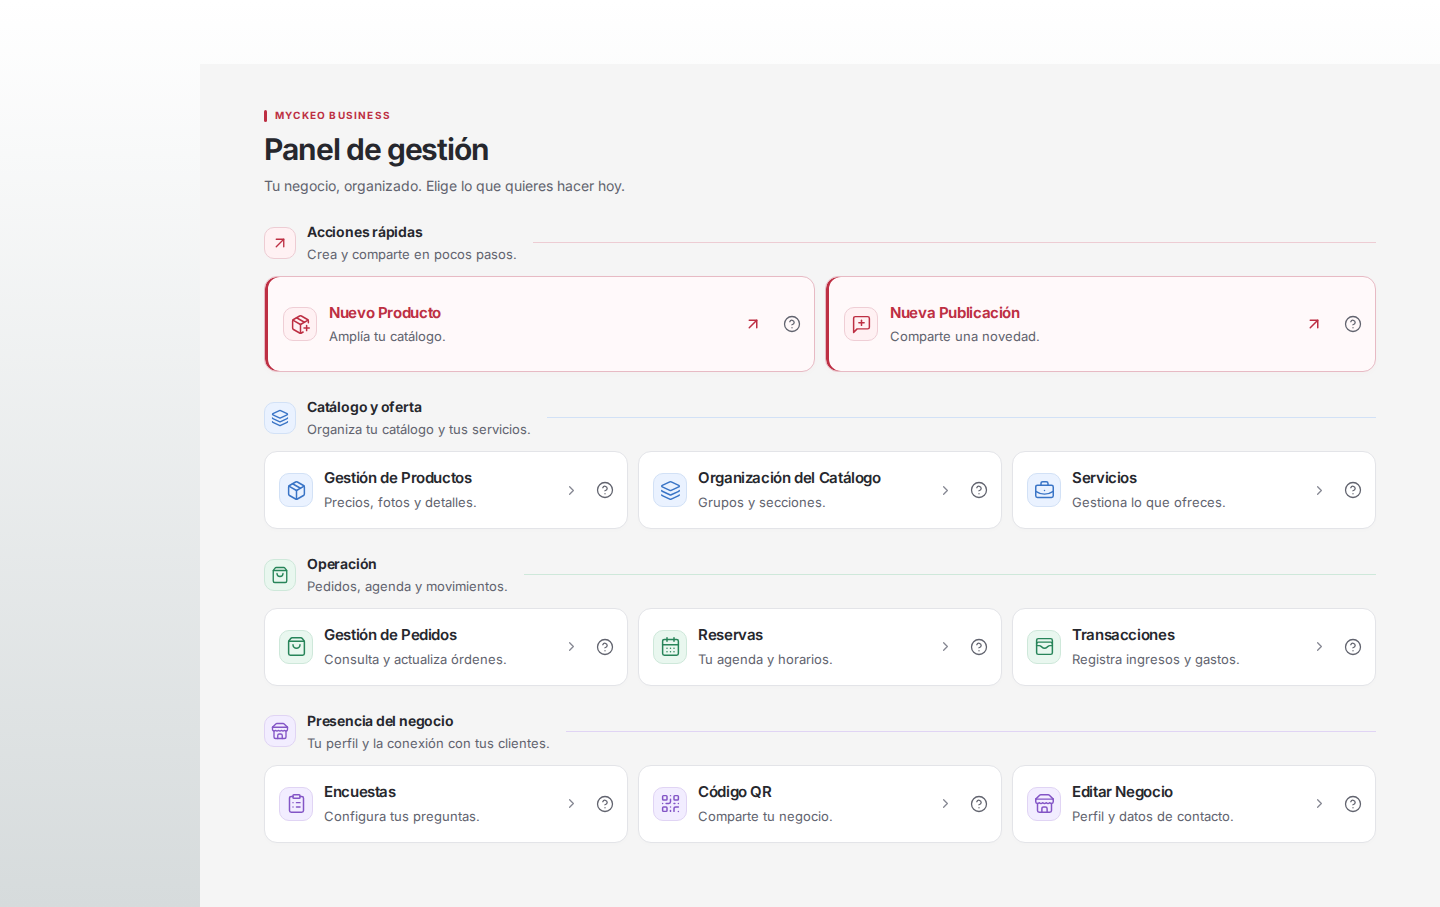 MYCKEO BUSINESS
Panel de gestión
Tu negocio, organizado. Elige lo que quieres hacer hoy.
Acciones rápidas
Crea y comparte en pocos pasos.
Nuevo Producto
Amplía tu catálogo.
Nueva Publicación
Comparte una novedad.
Catálogo y oferta
Organiza tu catálogo y tus servicios.
Gestión de Productos
Precios, fotos y detalles.
Organización del Catálogo
Grupos y secciones.
Servicios
Gestiona lo que ofreces.
Operación
Pedidos, agenda y movimientos.
Gestión de Pedidos
Consulta y actualiza órdenes.
Reservas
Tu agenda y horarios.
Transacciones
Registra ingresos y gastos.
Presencia del negocio
Tu perfil y la conexión con tus clientes.
Encuestas
Configura tus preguntas.
Código QR
Comparte tu negocio.
Editar Negocio
Perfil y datos de contacto.